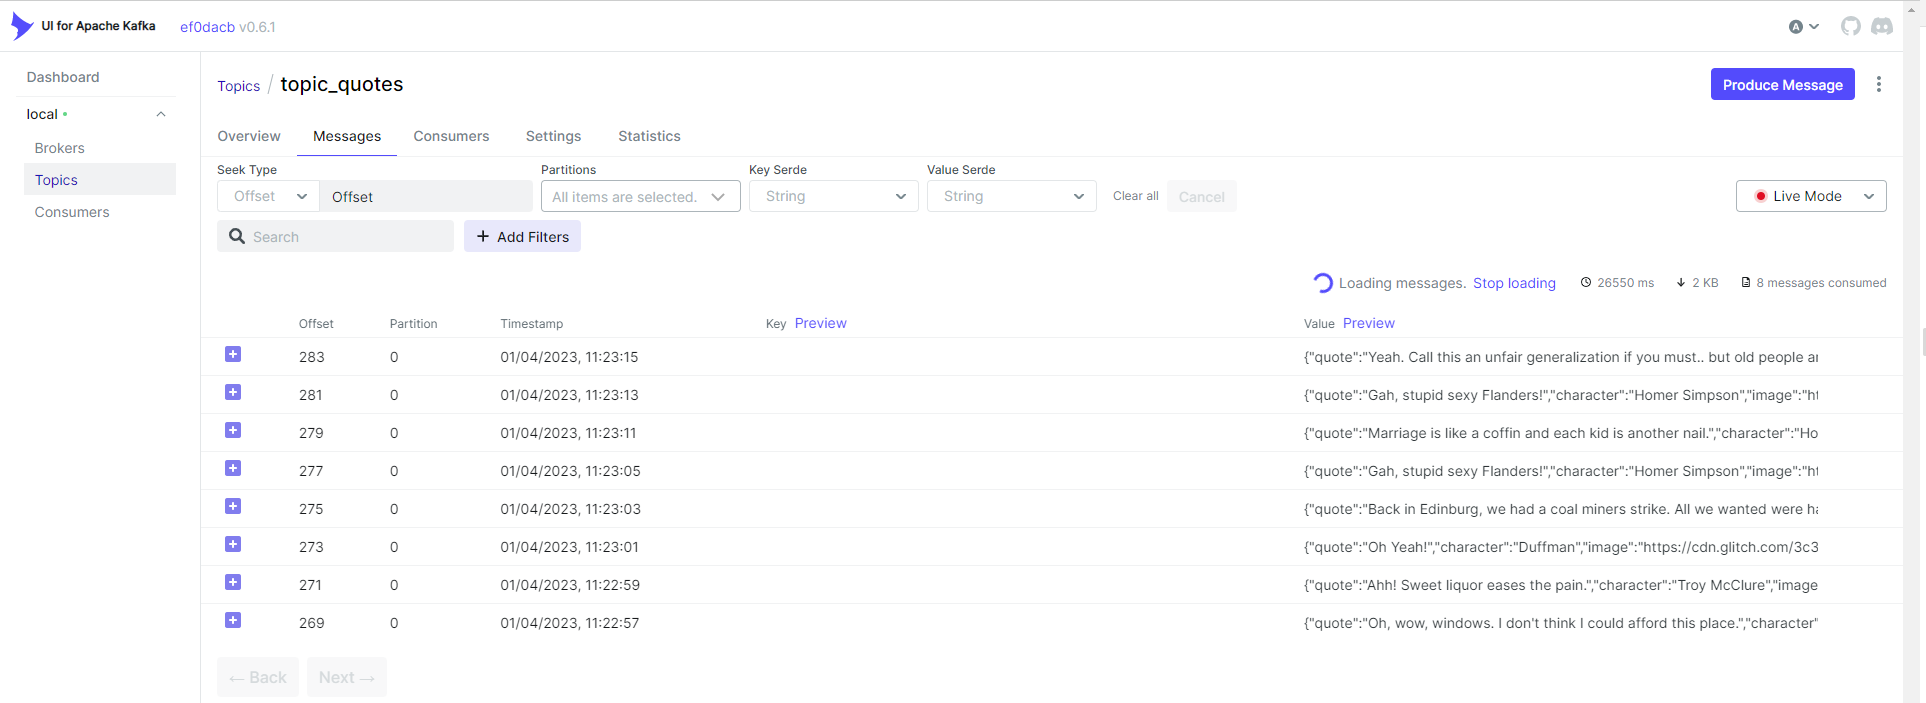 UI for Apache Kafka ef0dacb v0.6.1 A
Dashboard
local
Brokers
Topics
Consumers
Topics / topic_quotes Produce Message
Overview Messages Consumers Settings Statistics
Seek Type Partitions Key Serde Value Serde
Offset Offset All items are selected. String String Clear all Cancel Live Mode
Search + Add Filters
Loading messages. Stop loading 26550 ms 2 KB 8 messages consumed
Offset Partition Timestamp Key Preview Value Preview
283 0 01/04/2023, 11:23:15 {"quote":"Yeah. Call this an unfair generalization if you must.. but old people ar
281 0 01/04/2023, 11:23:13 {"quote":"Gah, stupid sexy Flanders!","character":"Homer Simpson","image":"ht
279 0 01/04/2023, 11:23:11 {"quote":"Marriage is like a coffin and each kid is another nail.","character":"Ho
277 0 01/04/2023, 11:23:05 {"quote":"Gah, stupid sexy Flanders!","character":"Homer Simpson","image":"ht
275 0 01/04/2023, 11:23:03 {"quote":"Back in Edinburg, we had a coal miners strike. All we wanted were ha
273 0 01/04/2023, 11:23:01 {"quote":"Oh Yeah!","character":"Duffman","image":"https://cdn.glitch.com/3c3
271 0 01/04/2023, 11:22:59 {"quote":"Ahh! Sweet liquor eases the pain.","character":"Troy McClure","image
269 0 01/04/2023, 11:22:57 {"quote":"Oh, wow, windows. I don't think I could afford this place.","character"
← Back Next →